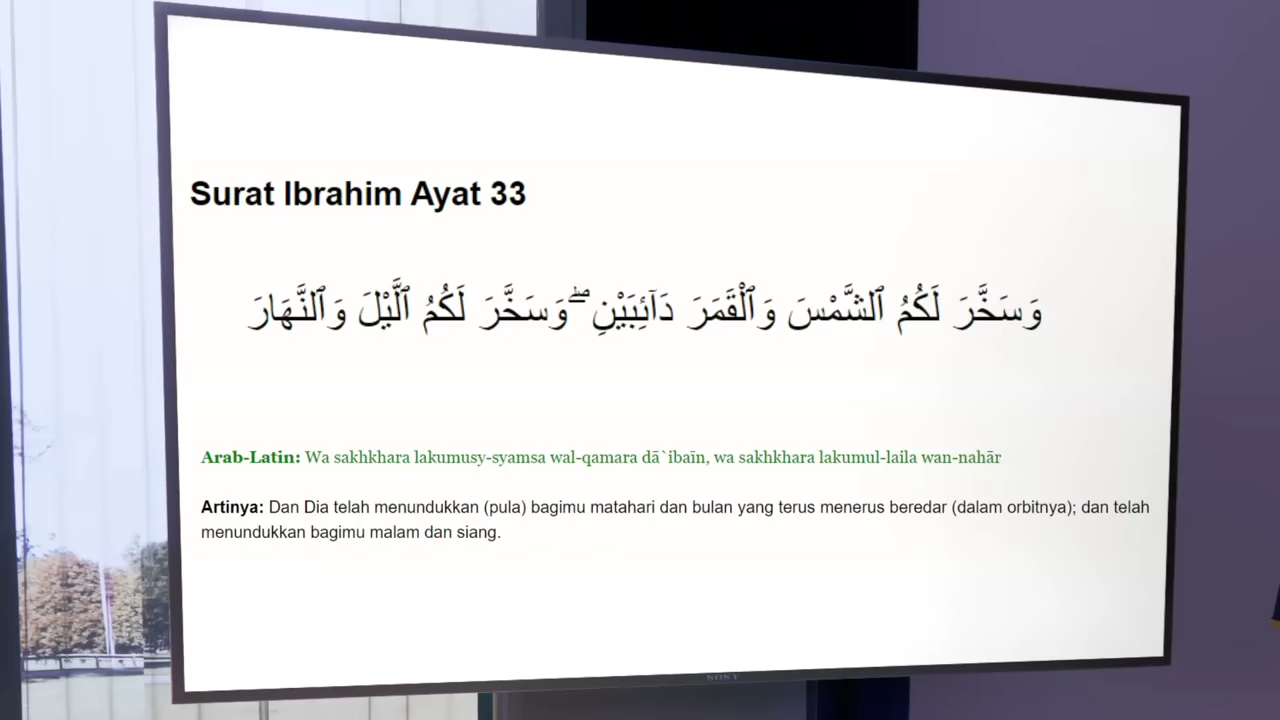 Surat Ibrahim Ayat 33
وَسَخَّرَ لَكُمُ ٱلشَّمْسَ وَٱلْقَمَرَ دَآئِبَيْنِ ۖ وَسَخَّرَ لَكُمُ ٱلَّيْلَ وَٱلنَّهَارَ
Arab-Latin: Wa sakhkhara lakumusy-syamsa wal-qamara dā`ibaīn, wa sakhkhara lakumul-laila wan-nahār
Artinya: Dan Dia telah menundukkan (pula) bagimu matahari dan bulan yang terus menerus beredar (dalam orbitnya); dan telah
menundukkan bagimu malam dan siang.
SONY